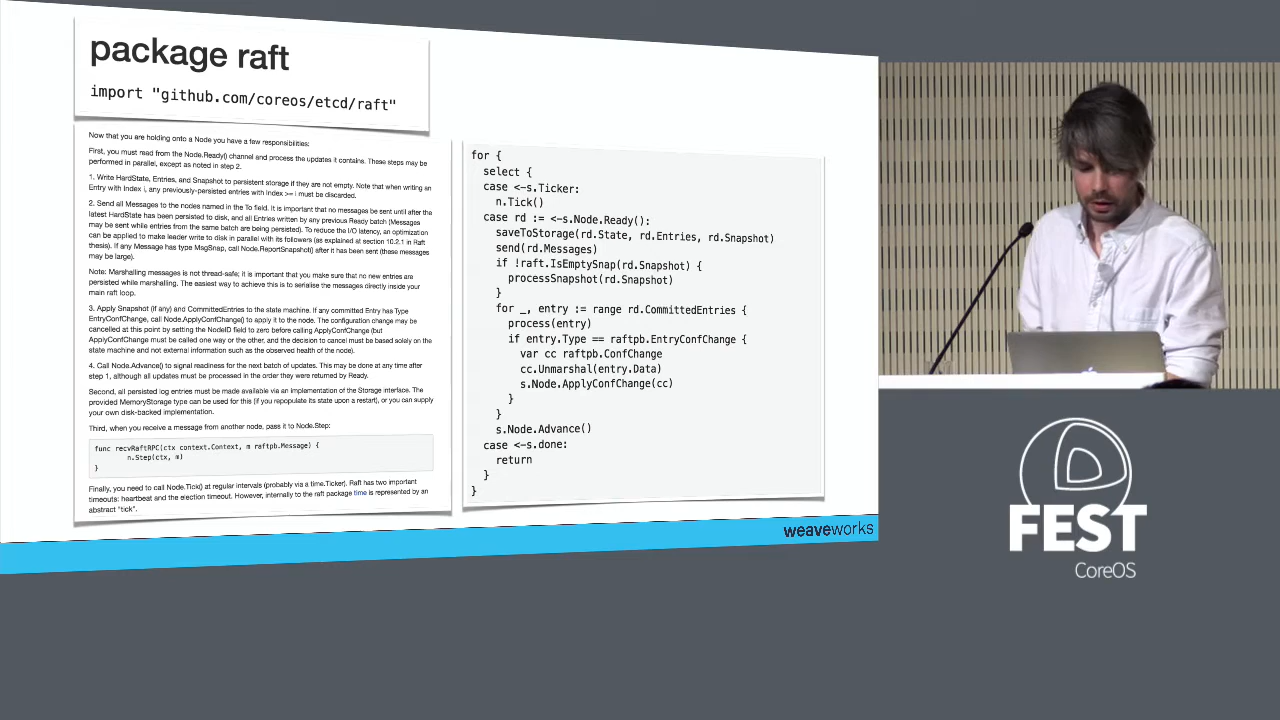 package raft
import "github.com/coreos/etcd/raft"
Now that you are holding onto a Node you have a few responsibilities:
First, you must read from the Node.Ready() channel and process the updates it contains. These steps may be
performed in parallel, except as noted in step 2.
1. Write HardState, Entries, and Snapshot to persistent storage if they are not empty. Note that when writing an
Entry with Index i, any previously-persisted entries with Index >= i must be discarded.
2. Send all Messages to the nodes named in the To field. It is important that no messages be sent until after the
latest HardState has been persisted to disk, and all Entries written by any previous Ready batch (Messages
may be sent while entries from the same batch are being persisted). To reduce the I/O latency, an optimization
can be applied to make leader write to disk in parallel with its followers (as explained at section 10.2.1 in Raft
thesis). If any Message has type MsgSnap, call Node.ReportSnapshot() after it has been sent (these messages
may be large).
Note: Marshalling messages is not thread-safe; it is important that you make sure that no new entries are
persisted while marshalling. The easiest way to achieve this is to serialise the messages directly inside your
main raft loop.
3. Apply Snapshot (if any) and CommittedEntries to the state machine. If any committed Entry has Type
EntryConfChange, call Node.ApplyConfChange() to apply it to the node. The configuration change may be
cancelled at this point by setting the NodeID field to zero before calling ApplyConfChange (but
ApplyConfChange must be called one way or the other, and the decision to cancel must be based solely on the
state machine and not external information such as the observed health of the node).
4. Call Node.Advance() to signal readiness for the next batch of updates. This may be done at any time after
step 1, although all updates must be processed in the order they were returned by Ready.
Second, all persisted log entries must be made available via an implementation of the Storage interface. The
provided MemoryStorage type can be used for this (if you repopulate its state upon a restart), or you can supply
your own disk-backed implementation.
Third, when you receive a message from another node, pass it to Node.Step:
func recvRaftRPC(ctx context.Context, m raftpb.Message) {
n.Step(ctx, m)
}
Finally, you need to call Node.Tick() at regular intervals (probably via a time.Ticker). Raft has two important
timeouts: heartbeat and the election timeout. However, internally to the raft package time is represented by an
abstract "tick".
for {
select {
case <-s.Ticker:
n.Tick()
case rd := <-s.Node.Ready():
saveToStorage(rd.State, rd.Entries, rd.Snapshot)
send(rd.Messages)
if !raft.IsEmptySnap(rd.Snapshot) {
processSnapshot(rd.Snapshot)
}
for _, entry := range rd.CommittedEntries {
process(entry)
if entry.Type == raftpb.EntryConfChange {
var cc raftpb.ConfChange
cc.Unmarshal(entry.Data)
s.Node.ApplyConfChange(cc)
}
}
s.Node.Advance()
case <-s.done:
return
}
}
weaveworks
FEST
CoreOS